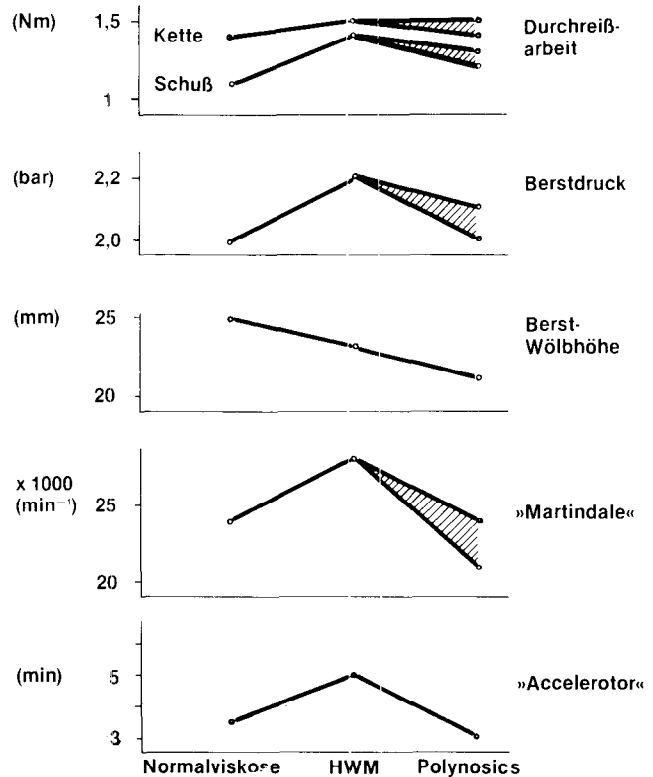 (Nm)
1,5
Kette
Durchreiß-
arbeit
Schuß
1
(bar)
2,2
Berstdruck
2,0
(mm)
25
Berst-
Wölbhöhe
20
x 1000
(min⁻¹)
25
»Martindale«
20
(min)
5
»Accelerotor«
3
Normalviskose HWM Polynosics